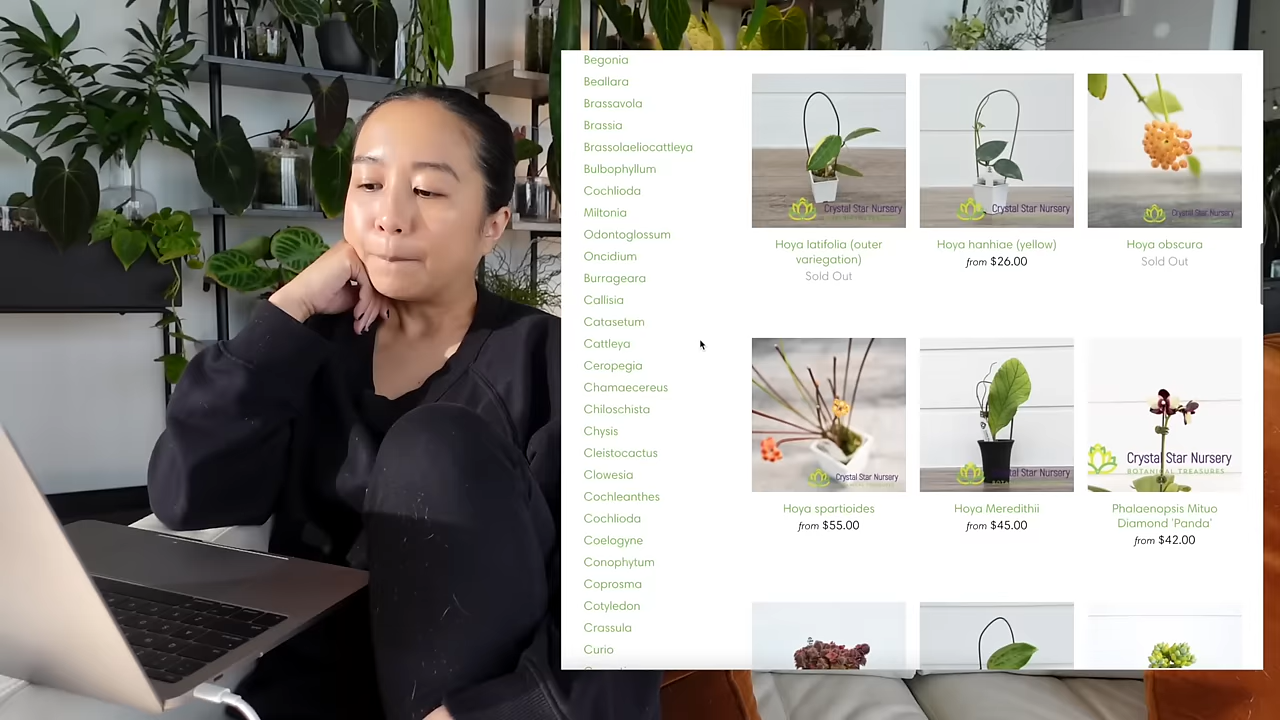 Begonia
Beallara
Brassavola
Brassia
Brassolaeliocattleya
Bulbophyllum
Cochlioda
Miltonia
Odontoglossum
Oncidium
Burrageara
Callisia
Catasetum
Cattleya
Ceropegia
Chamaecereus
Chiloschista
Chysis
Cleistocactus
Clowesia
Cochleanthes
Cochlioda
Coelogyne
Conophytum
Coprosma
Cotyledon
Crassula
Curio
Crystal Star Nursery
Crystal Star Nursery
Crystal Star Nursery
Hoya latifolia (outer
variegation)
Sold Out
Hoya hanhiae (yellow)
from $26.00
Hoya obscura
Sold Out
Crystal Star Nursery
Crystal Star Nursery
Crystal Star Nursery
BOTANICAL TREASURES
Hoya spartioides
from $55.00
Hoya Meredithii
from $45.00
Phalaenopsis Mituo
Diamond 'Panda'
from $42.00